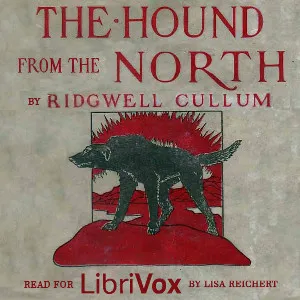 THE·HOUND
FROM THE NORTH
BY RIDGWELL CULLUM
READ FOR LibriVox BY LISA REICHERT